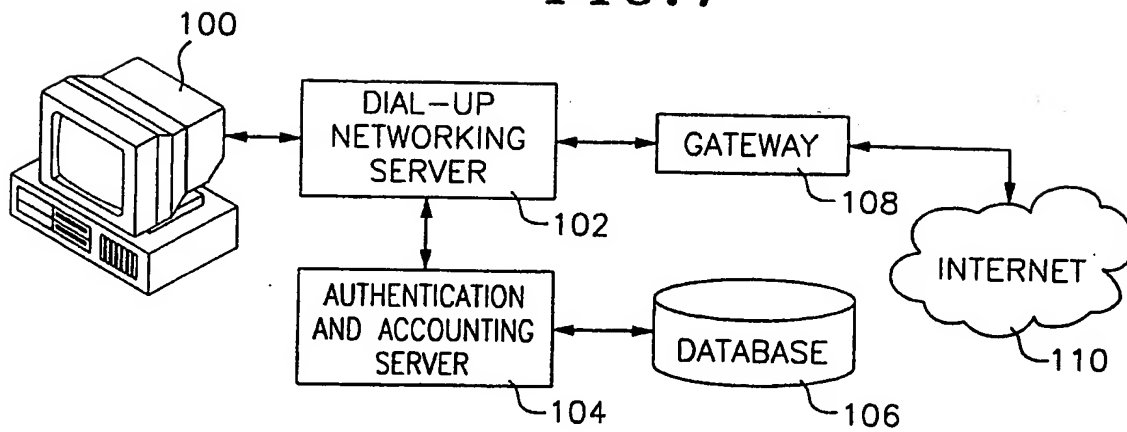 100
DIAL-UP
NETWORKING
SERVER
102
GATEWAY
108
INTERNET
110
AUTHENTICATION
AND ACCOUNTING
SERVER
104
DATABASE
106